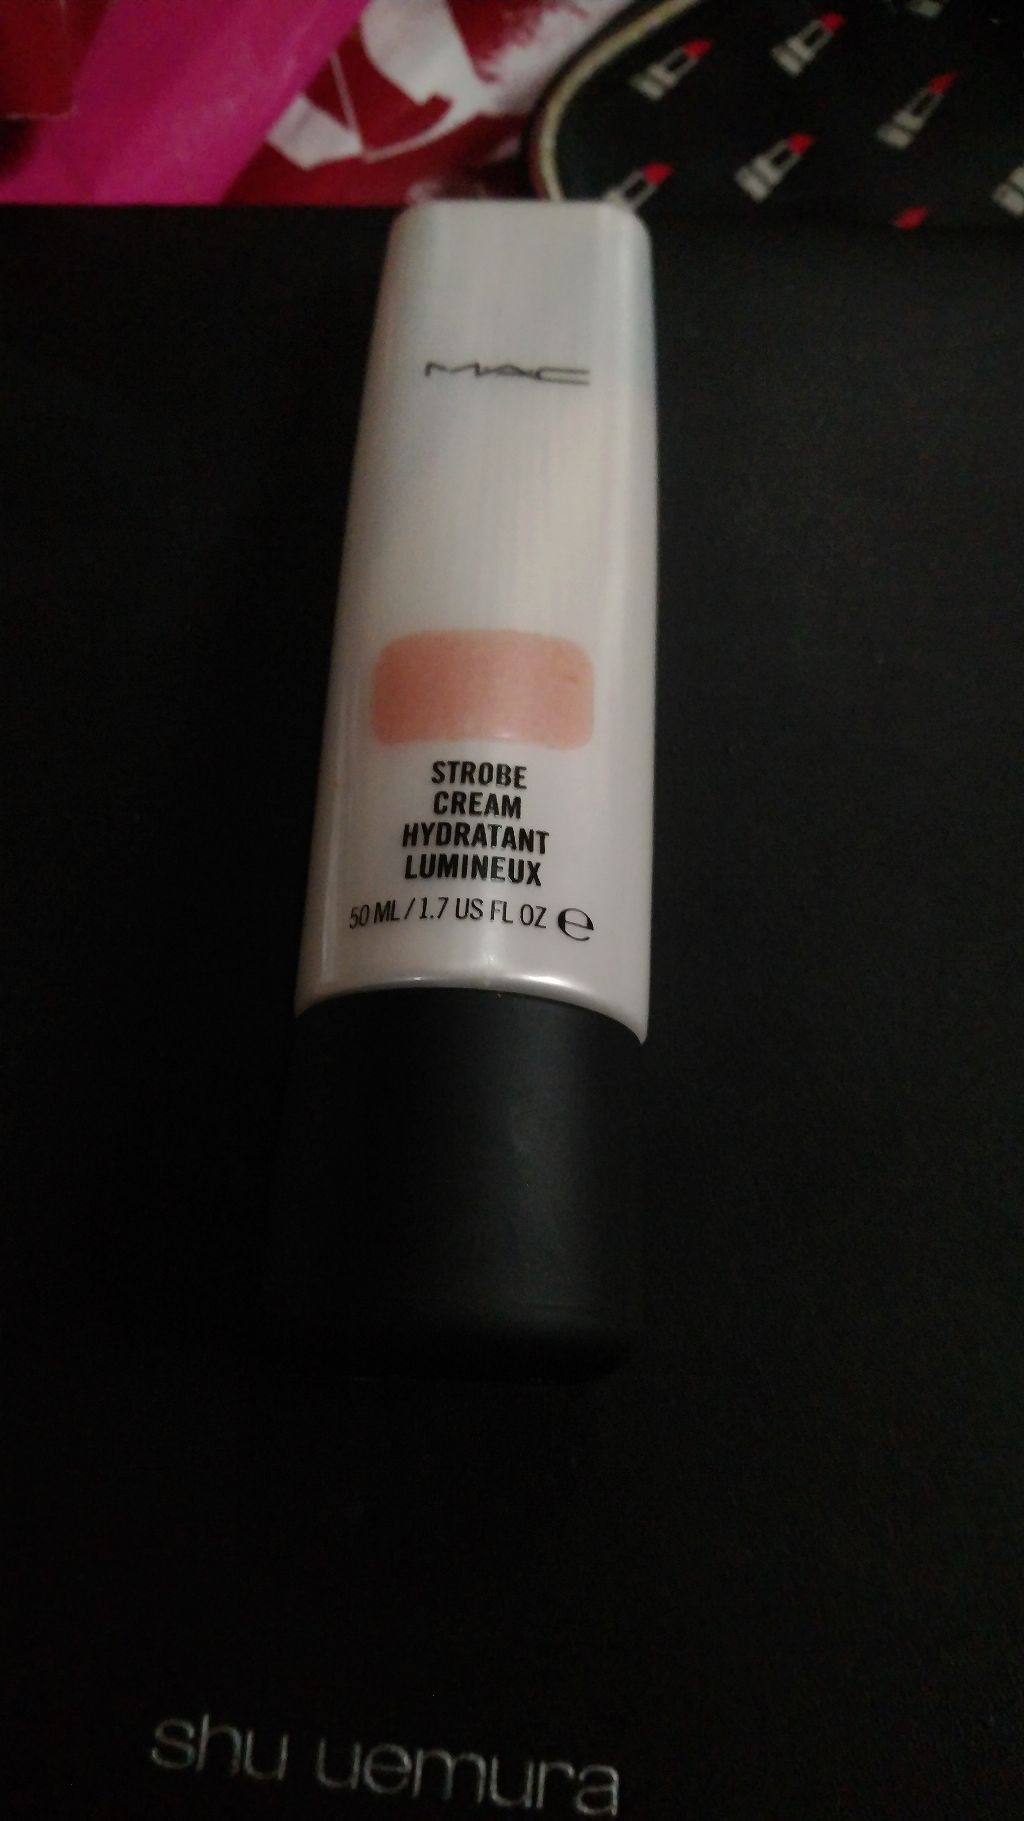 MAC
STROBE
CREAM
HYDRATANT
LUMINEUX
50 ML / 1.7 US FL OZ ℮
shu uemura